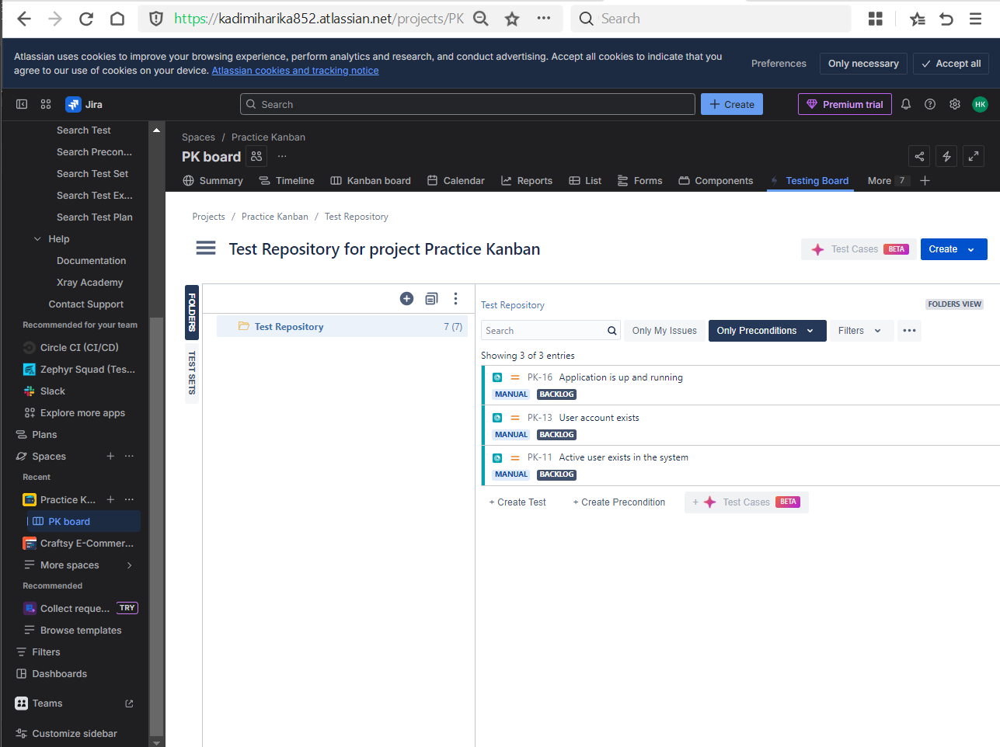 https://kadimiharika852.atlassian.net/projects/PK
Search
Atlassian uses cookies to improve your browsing experience, perform analytics and research, and conduct advertising. Accept all cookies to indicate that you
agree to our use of cookies on your device. Atlassian cookies and tracking notice
Preferences
Only necessary
Accept all
Jira
Search
Create
Premium trial
HK
Search Test
Search Precon...
Search Test Set
Search Test Ex...
Search Test Plan
Help
Documentation
Xray Academy
Contact Support
Recommended for your team
Circle CI (CI/CD)
Zephyr Squad (Tes...
Slack
Explore more apps
Plans
Spaces
Recent
Practice K...
PK board
Craftsy E-Commer...
More spaces
Recommended
Collect reque... TRY
Browse templates
Filters
Dashboards
Teams
Customize sidebar
Spaces / Practice Kanban
PK board
Summary
Timeline
Kanban board
Calendar
Reports
List
Forms
Components
Testing Board
More 7
Projects / Practice Kanban / Test Repository
Test Repository for project Practice Kanban
Test Cases BETA
Create
FOLDERS
TEST SETS
Test Repository 7 (7)
Test Repository
FOLDERS VIEW
Search
Only My Issues
Only Preconditions
Filters
Showing 3 of 3 entries
PK-16 Application is up and running
MANUAL BACKLOG
PK-13 User account exists
MANUAL BACKLOG
PK-11 Active user exists in the system
MANUAL BACKLOG
+ Create Test
+ Create Precondition
+ Test Cases BETA